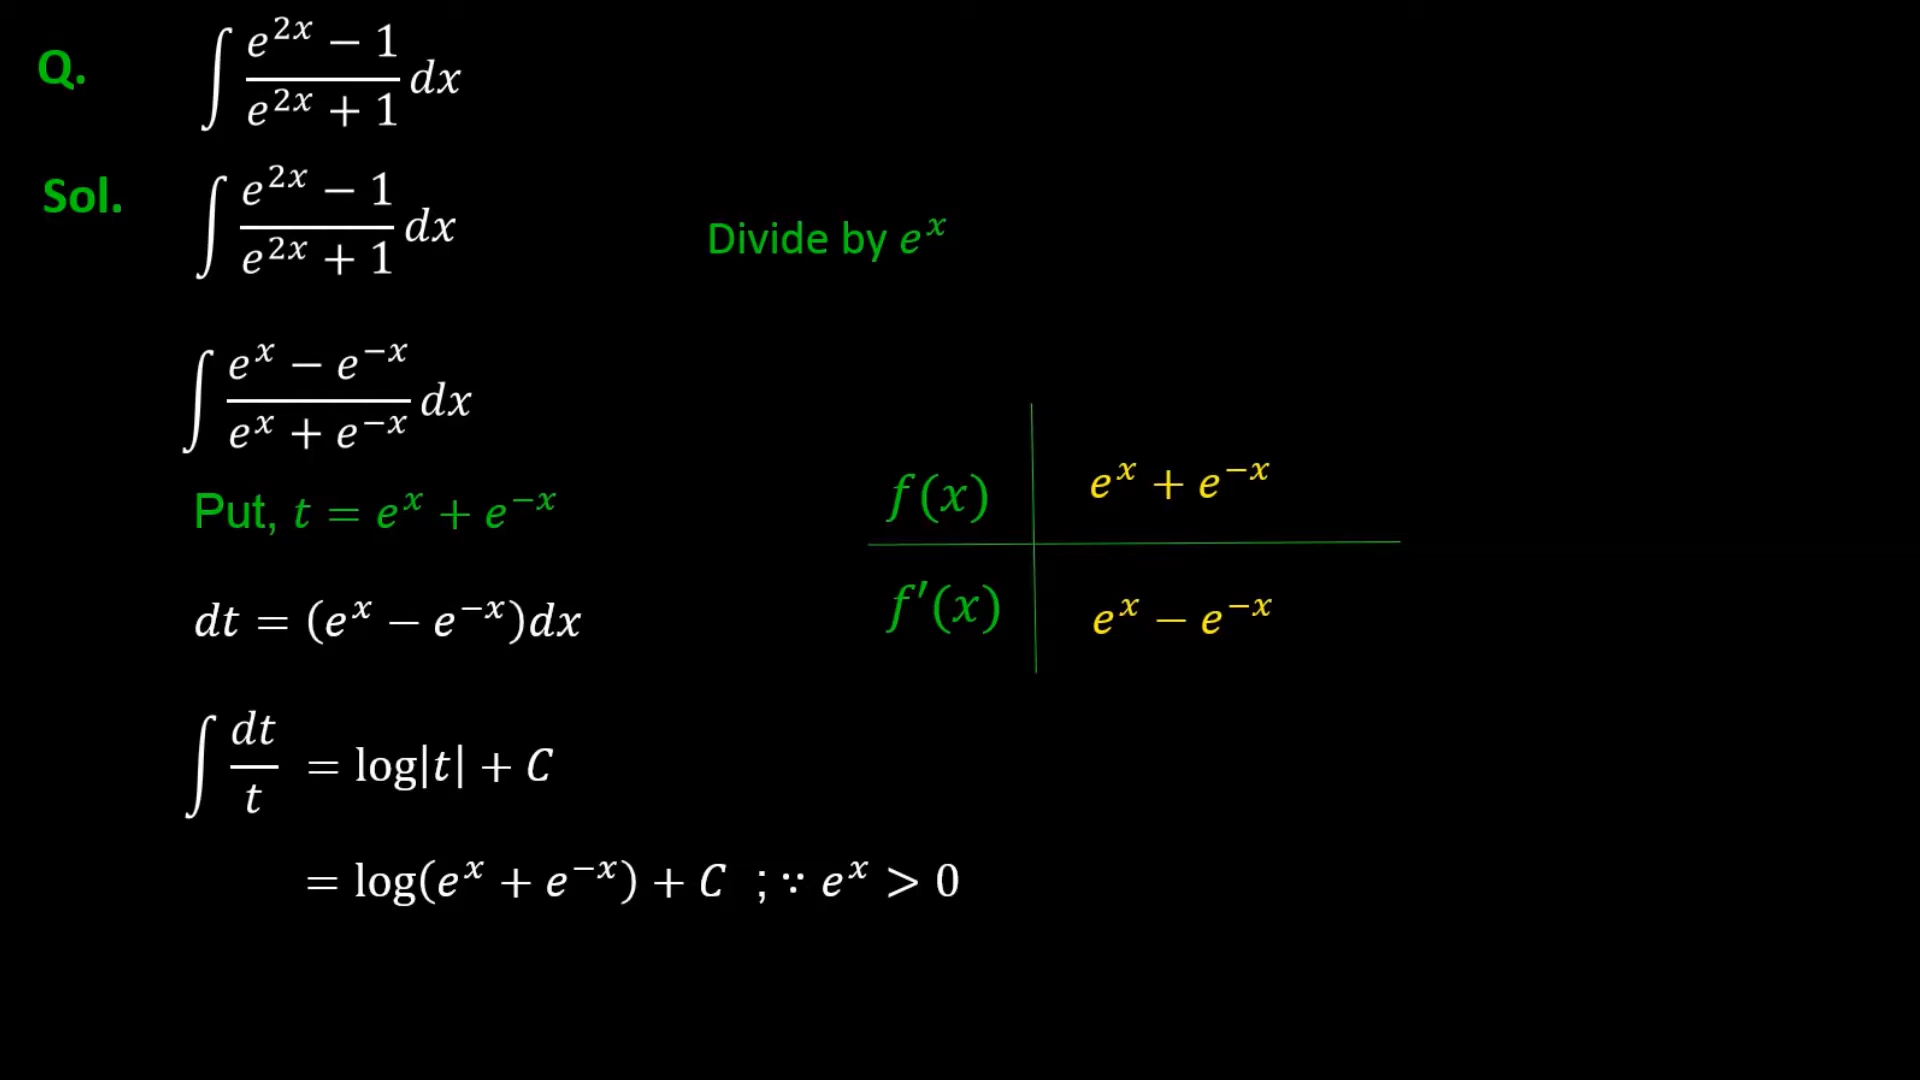 Q. ∫ (e^{2x} − 1)/(e^{2x} + 1) dx
Sol. ∫ (e^{2x} − 1)/(e^{2x} + 1) dx
Divide by e^x
∫ (e^x − e^{−x})/(e^x + e^{−x}) dx
Put, t = e^x + e^{−x}
f(x) e^x + e^{−x}
dt = (e^x − e^{−x})dx
f′(x) e^x − e^{−x}
∫ dt/t = log|t| + C
= log(e^x + e^{−x}) + C ; ∵ e^x > 0